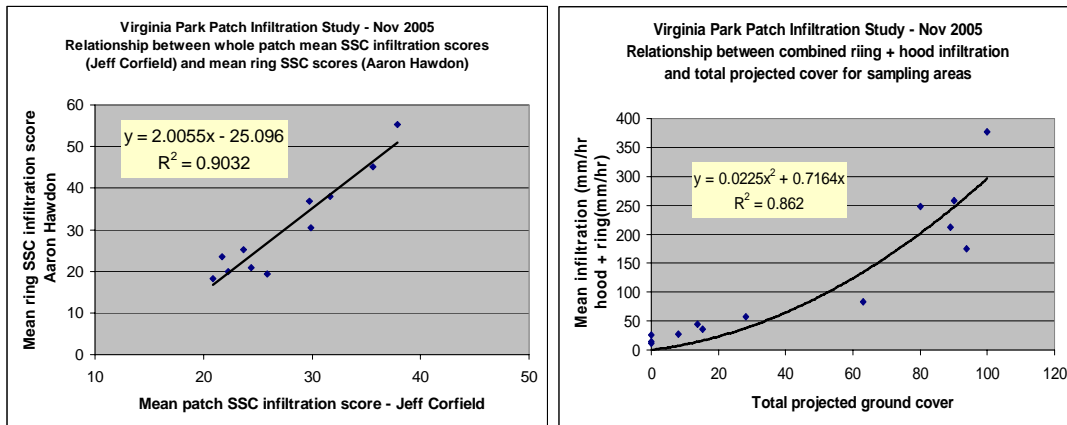 Virginia Park Patch Infiltration Study - Nov 2005
Relationship between whole patch mean SSC infiltration scores
(Jeff Corfield) and mean ring SSC scores (Aaron Hawdon)
Mean ring SSC infiltration score
Aaron Hawdon
60
50
40
30
20
10
0
y = 2.0055x - 25.096
R² = 0.9032
10
20
30
40
50
Mean patch SSC infiltration score - Jeff Corfield
Virginia Park Patch Infiltration Study - Nov 2005
Relationship between combined riing + hood infiltration
and total projected cover for sampling areas
Mean infiltration (mm/hr
hood + ring(mm/hr)
400
350
300
250
200
150
100
50
0
y = 0.0225x² + 0.7164x
R² = 0.862
0
20
40
60
80
100
120
Total projected ground cover